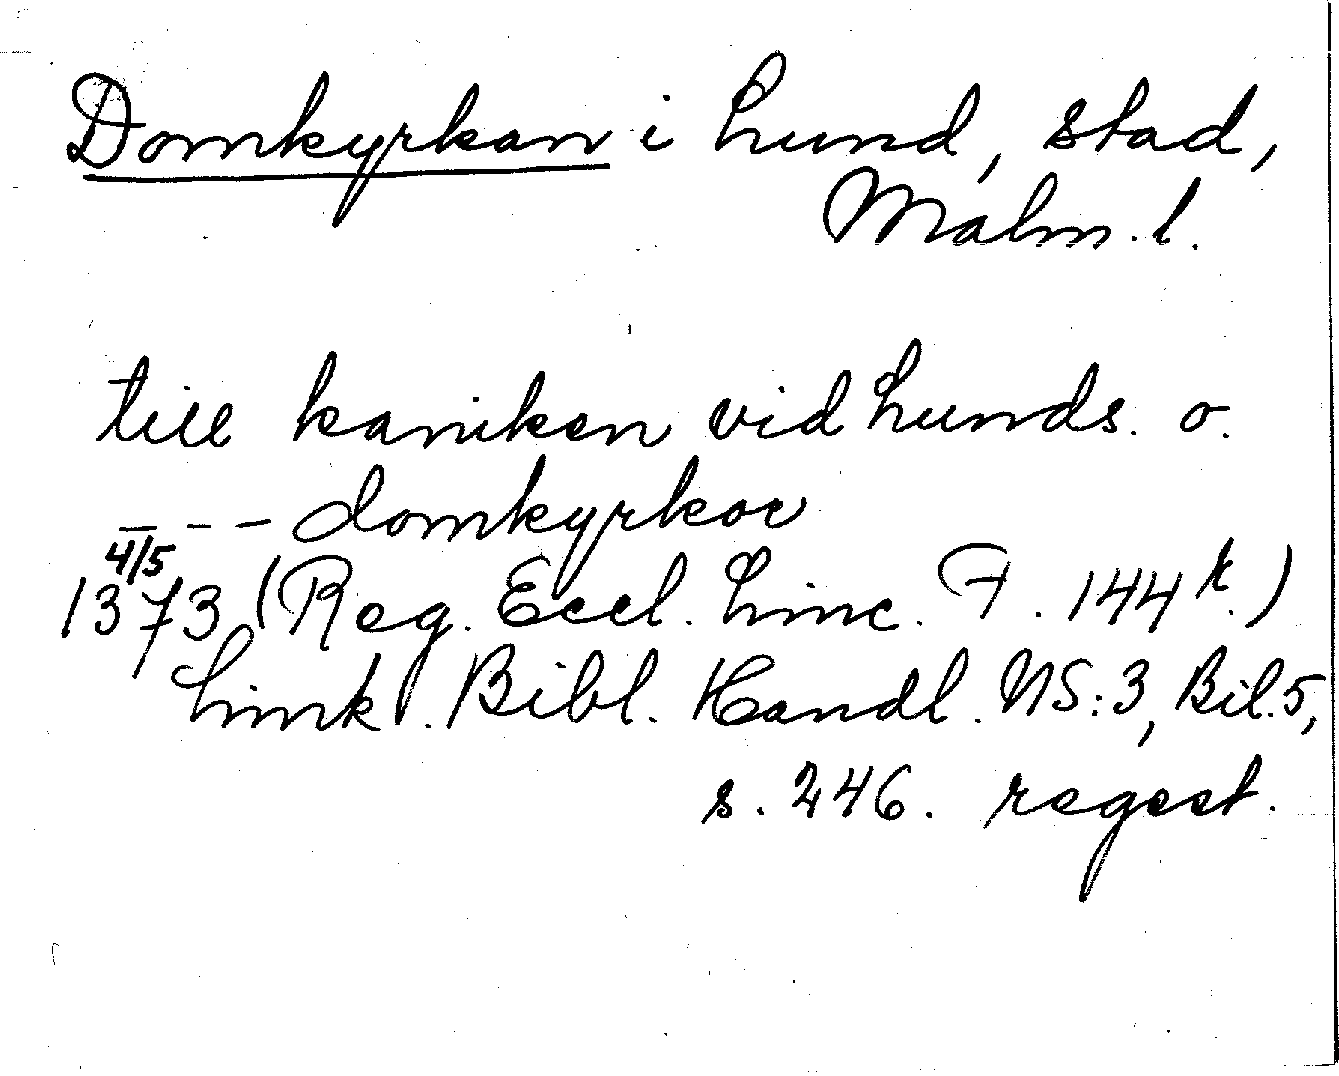 Domkyrkan i Lund, stad,
Malm. l.
till kaniken vid Lunds. o.
--- domkyrkor
4/5
1373 (Reg. Eccl. Linc. F. 144 r.)
Link. Bibl. Handl. NS:3, Bil. 5,
s. 246. regest.